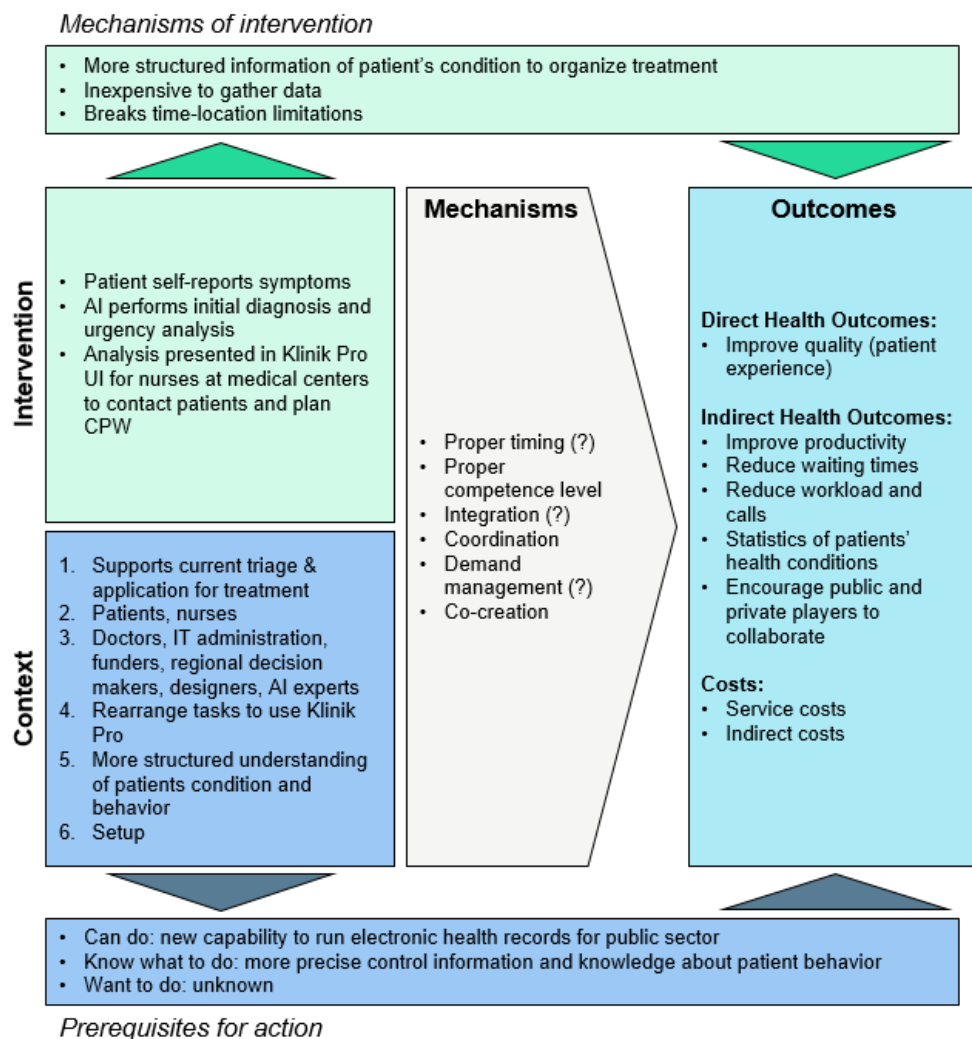 Mechanisms of intervention
• More structured information of patient's condition to organize treatment
• Inexpensive to gather data
• Breaks time-location limitations
Intervention
• Patient self-reports symptoms
• AI performs initial diagnosis and
urgency analysis
• Analysis presented in Klinik Pro
UI for nurses at medical centers
to contact patients and plan
CPW
Context
1. Supports current triage &
application for treatment
2. Patients, nurses
3. Doctors, IT administration,
funders, regional decision
makers, designers, AI experts
4. Rearrange tasks to use Klinik
Pro
5. More structured understanding
of patients condition and
behavior
6. Setup
Mechanisms
• Proper timing (?)
• Proper
competence level
• Integration (?)
• Coordination
• Demand
management (?)
• Co-creation
Outcomes
Direct Health Outcomes:
• Improve quality (patient
experience)
Indirect Health Outcomes:
• Improve productivity
• Reduce waiting times
• Reduce workload and
calls
• Statistics of patients'
health conditions
• Encourage public and
private players to
collaborate
Costs:
• Service costs
• Indirect costs
• Can do: new capability to run electronic health records for public sector
• Know what to do: more precise control information and knowledge about patient behavior
• Want to do: unknown
Prerequisites for action